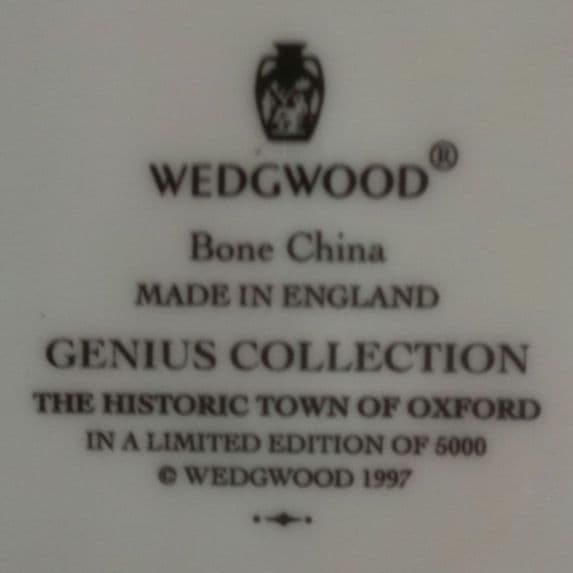 WEDGWOOD®
Bone China
MADE IN ENGLAND
GENIUS COLLECTION
THE HISTORIC TOWN OF OXFORD
IN A LIMITED EDITION OF 5000
© WEDGWOOD 1997